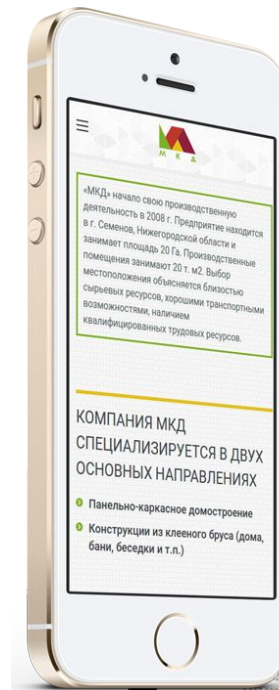 МКД
«МКД» начало свою производственную
деятельность в 2008 г. Предприятие находится
в г. Семенов, Нижегородской области и
занимает площадь 20 Га. Производственные
помещения занимают 20 т. м2. Выбор
местоположения объясняется близостью
сырьевых ресурсов, хорошими транспортными
возможностями, наличием
квалифицированных трудовых ресурсов.
КОМПАНИЯ МКД
СПЕЦИАЛИЗИРУЕТСЯ В ДВУХ
ОСНОВНЫХ НАПРАВЛЕНИЯХ
Панельно-каркасное домостроение
Конструкции из клееного бруса (дома,
бани, беседки и т.п.)